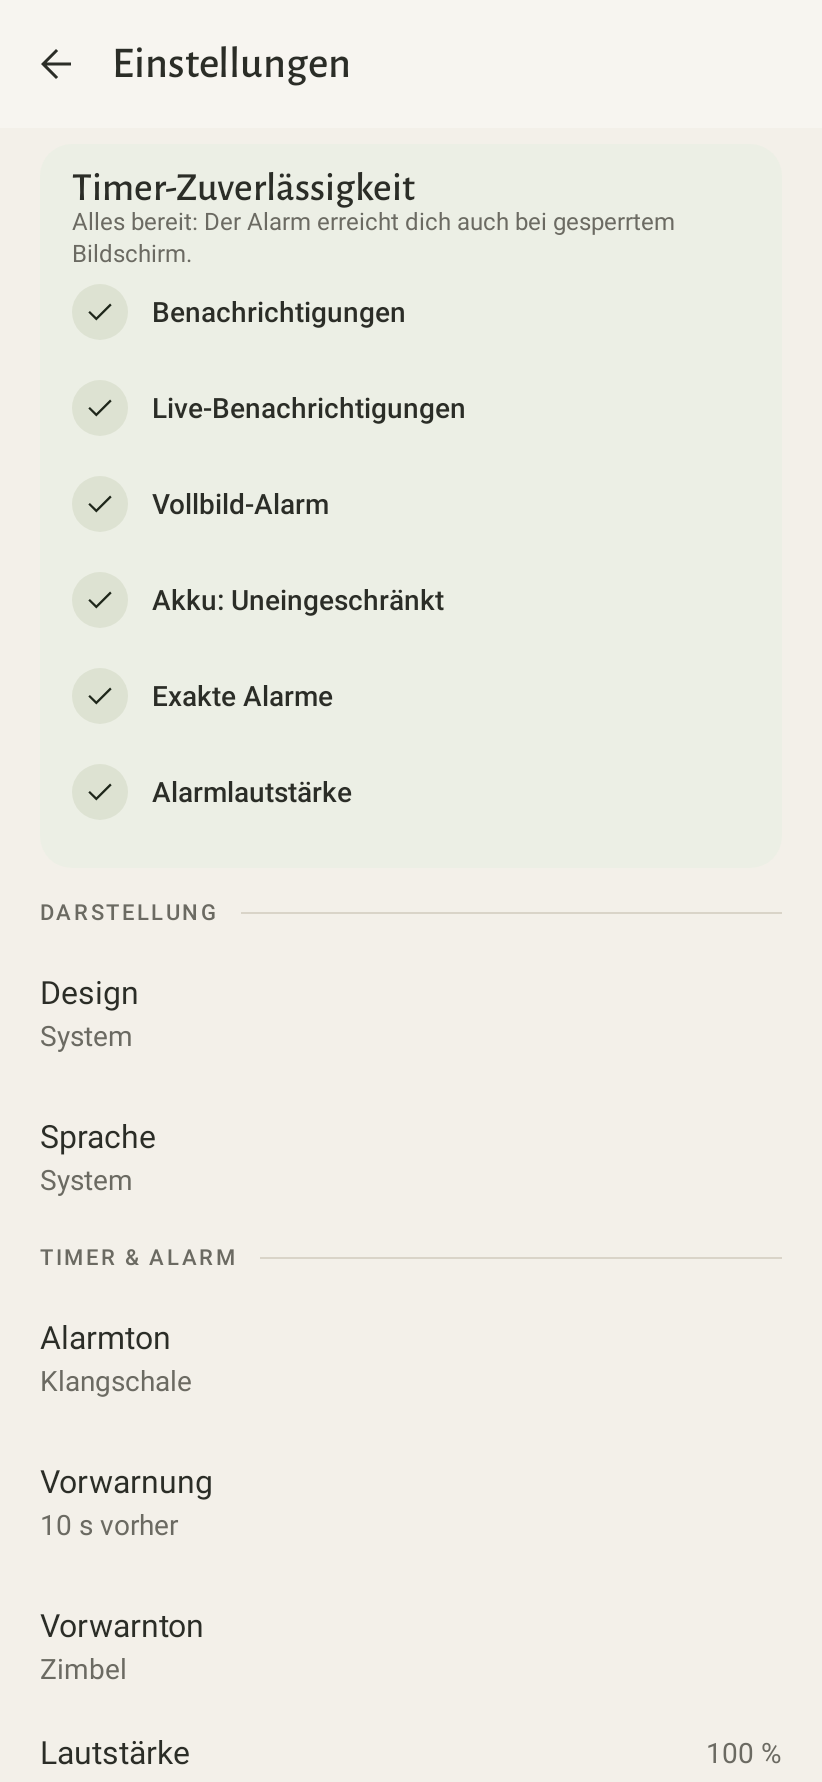 Einstellungen
Timer-Zuverlässigkeit
Alles bereit: Der Alarm erreicht dich auch bei gesperrtem
Bildschirm.
Benachrichtigungen
Live-Benachrichtigungen
Vollbild-Alarm
Akku: Uneingeschränkt
Exakte Alarme
Alarmlautstärke
DARSTELLUNG
Design
System
Sprache
System
TIMER & ALARM
Alarmton
Klangschale
Vorwarnung
10 s vorher
Vorwarnton
Zimbel
Lautstärke 100 %